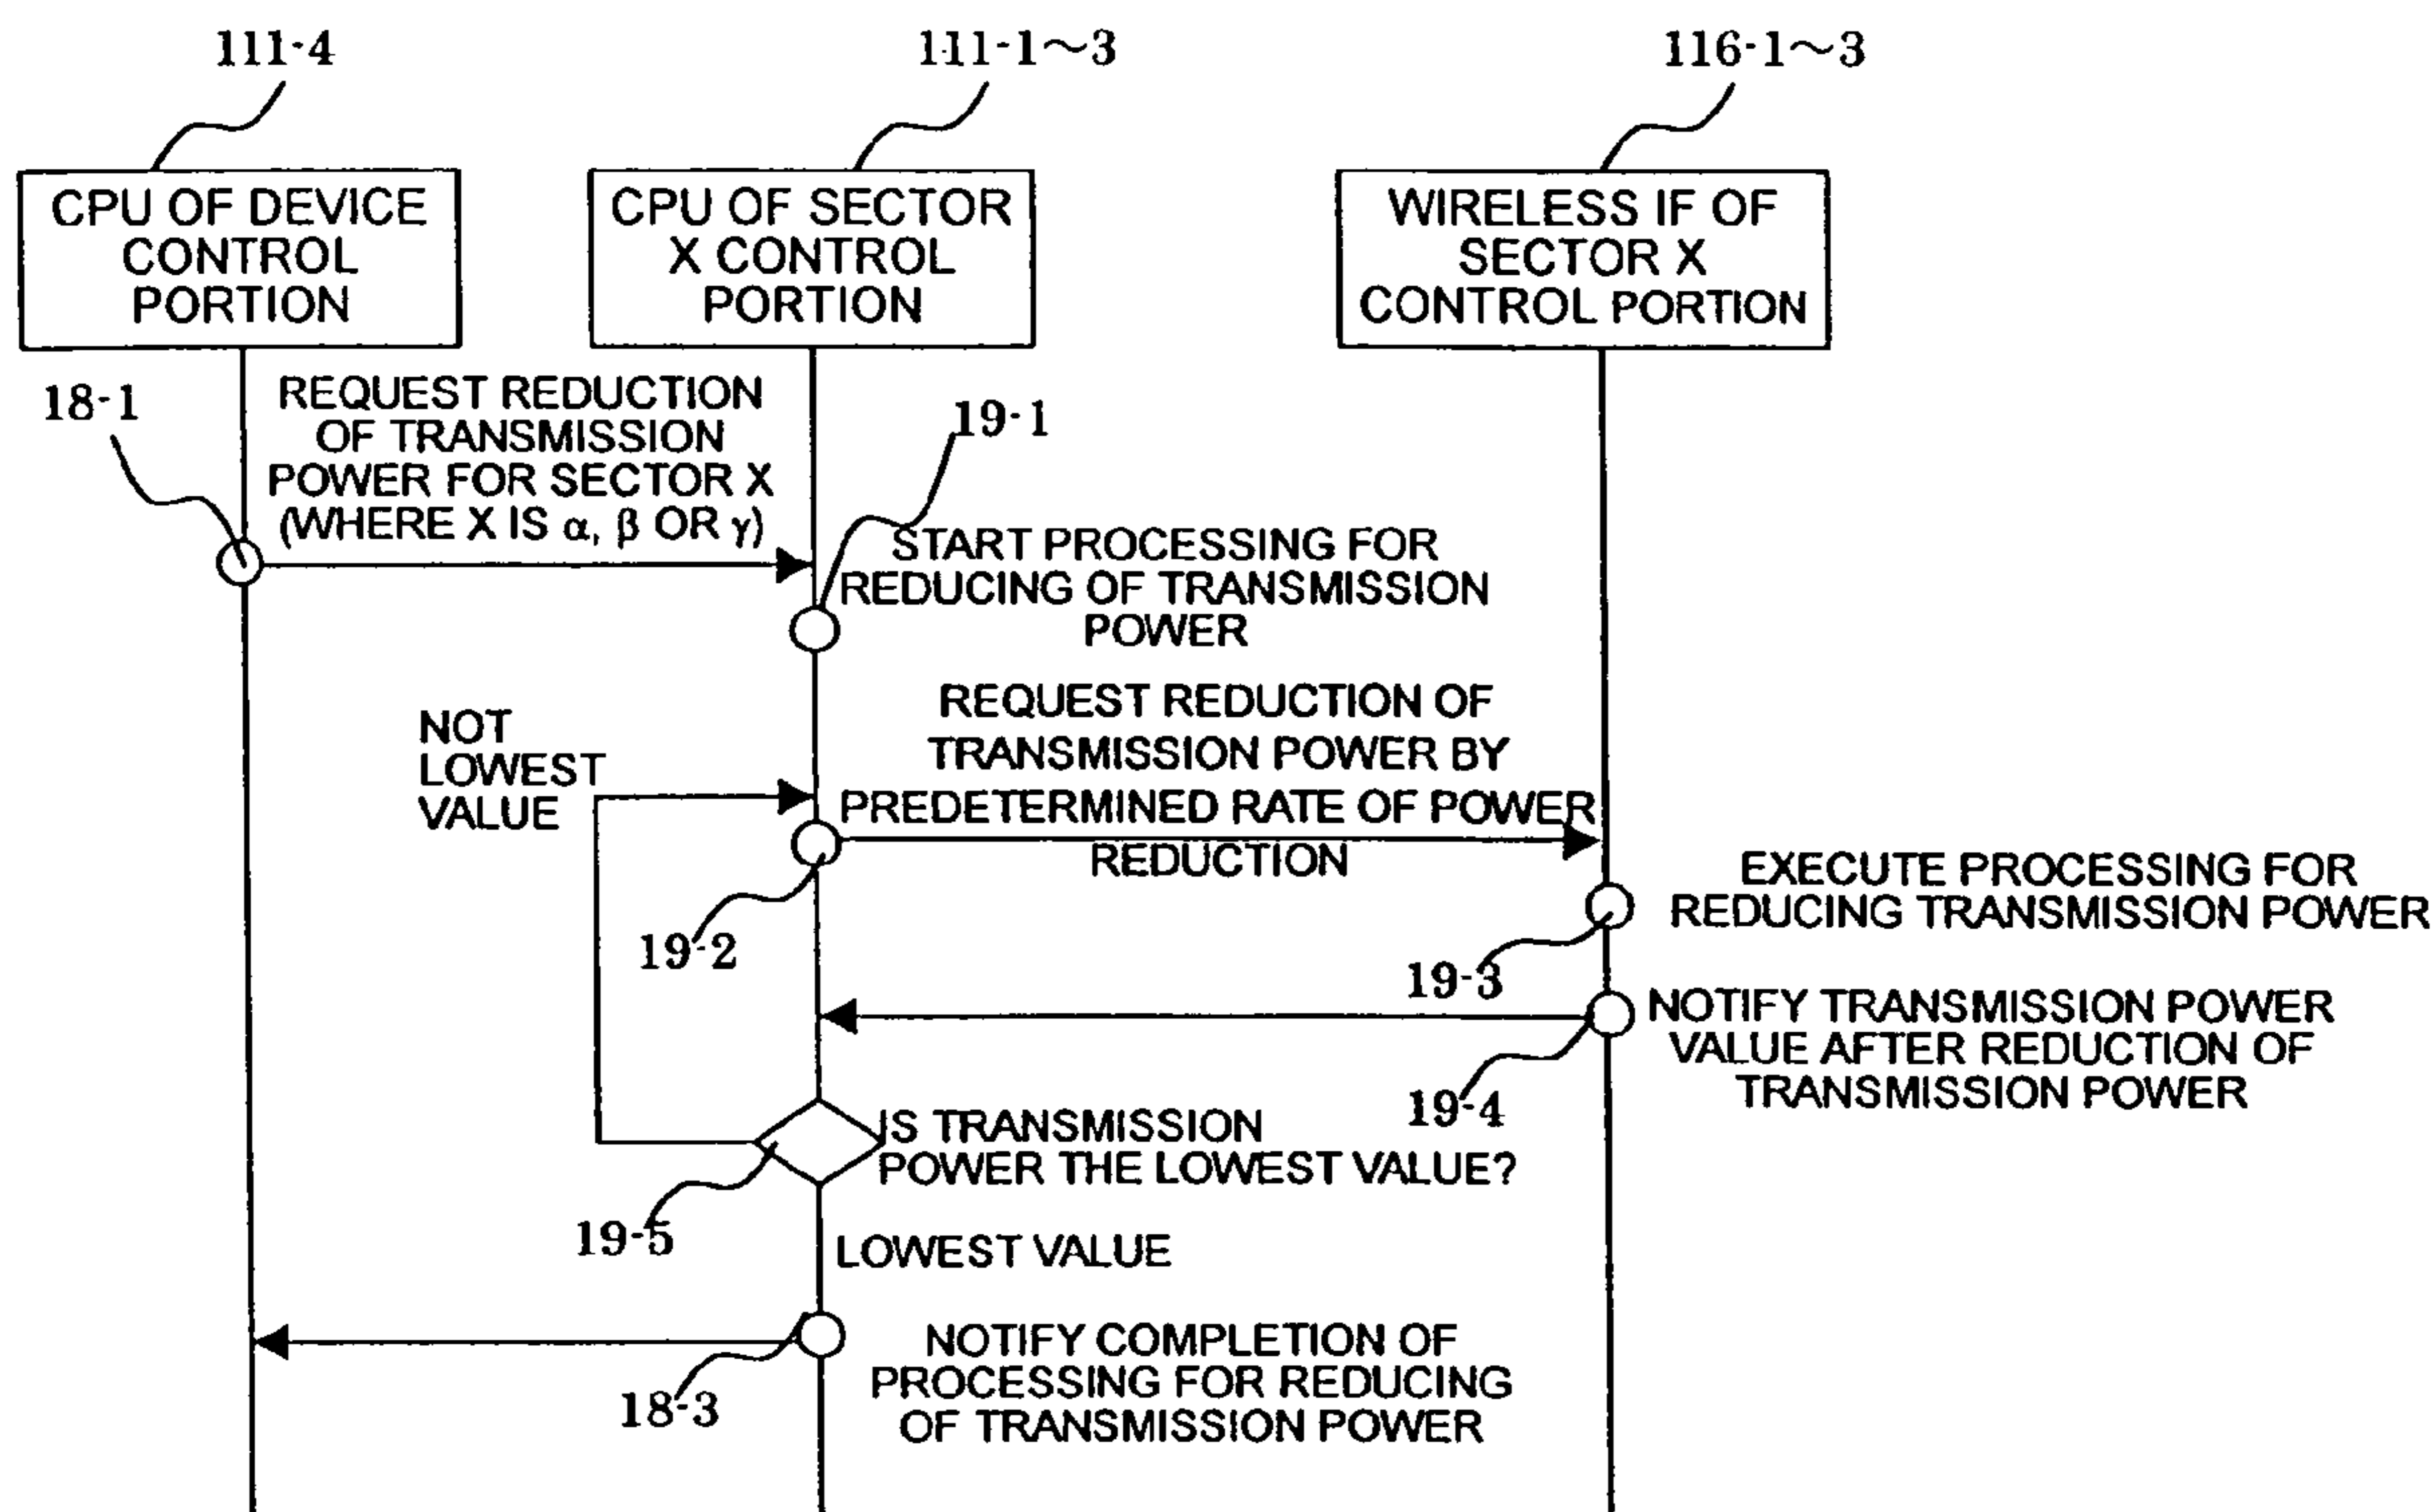 111-4
111-1～3
116-1～3
CPU OF DEVICE
CONTROL
PORTION
CPU OF SECTOR
X CONTROL
PORTION
WIRELESS IF OF
SECTOR X
CONTROL PORTION
18-1
REQUEST REDUCTION
OF TRANSMISSION
POWER FOR SECTOR X
(WHERE X IS α, β OR γ)
19-1
START PROCESSING FOR
REDUCING OF TRANSMISSION
POWER
NOT
LOWEST
VALUE
REQUEST REDUCTION OF
TRANSMISSION POWER BY
PREDETERMINED RATE OF POWER
REDUCTION
19-2
EXECUTE PROCESSING FOR
REDUCING TRANSMISSION POWER
19-3
NOTIFY TRANSMISSION POWER
VALUE AFTER REDUCTION OF
TRANSMISSION POWER
19-4
IS TRANSMISSION
POWER THE LOWEST VALUE?
19-5
LOWEST VALUE
18-3
NOTIFY COMPLETION OF
PROCESSING FOR REDUCING
OF TRANSMISSION POWER